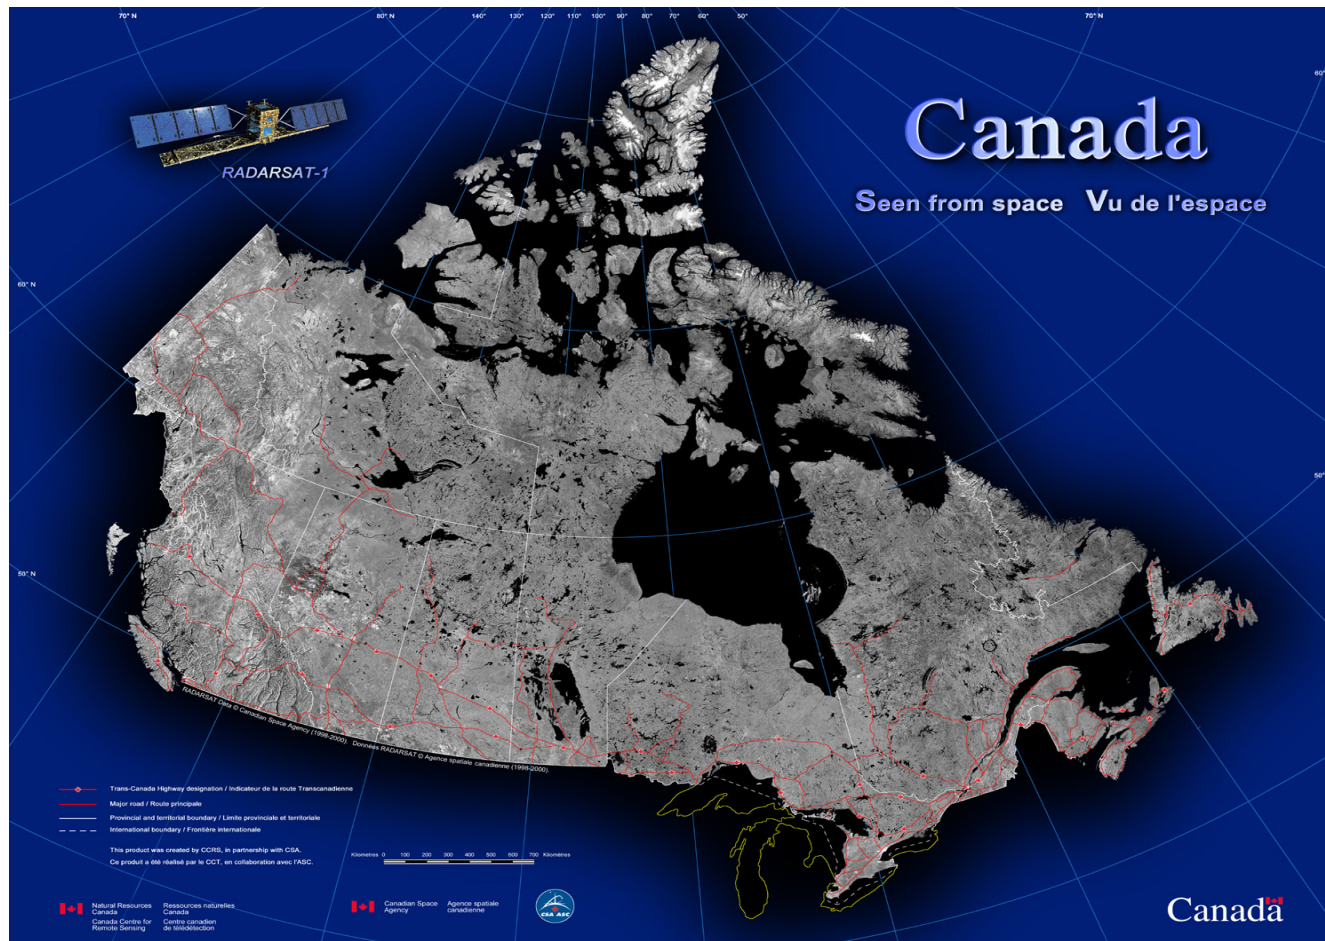 70° N
80° N
140°
130°
120°
110°
100°
90°
80°
70°
60°
50°
70° N
60°
Canada
RADARSAT-1
Seen from space Vu de l'espace
60° N
50°
50° N
RADARSAT Data © Canadian Space Agency (1998-2000). Données RADARSAT © Agence spatiale canadienne (1998-2000).
Trans-Canada Highway designation / Indicateur de la route Transcanadienne
Major road / Route principale
Provincial and territorial boundary / Limite provinciale et territoriale
International boundary / Frontière internationale
This product was created by CCRS, in partnership with CSA.
Ce produit a été réalisé par le CCT, en collaboration avec l'ASC.
Kilometres 0 100 200 300 400 500 600 700 Kilomètres
Natural Resources Canada
Ressources naturelles Canada
Canada Centre for Remote Sensing
Centre canadien de télédétection
Canadian Space Agency
Agence spatiale canadienne
CSA ASC
Canada